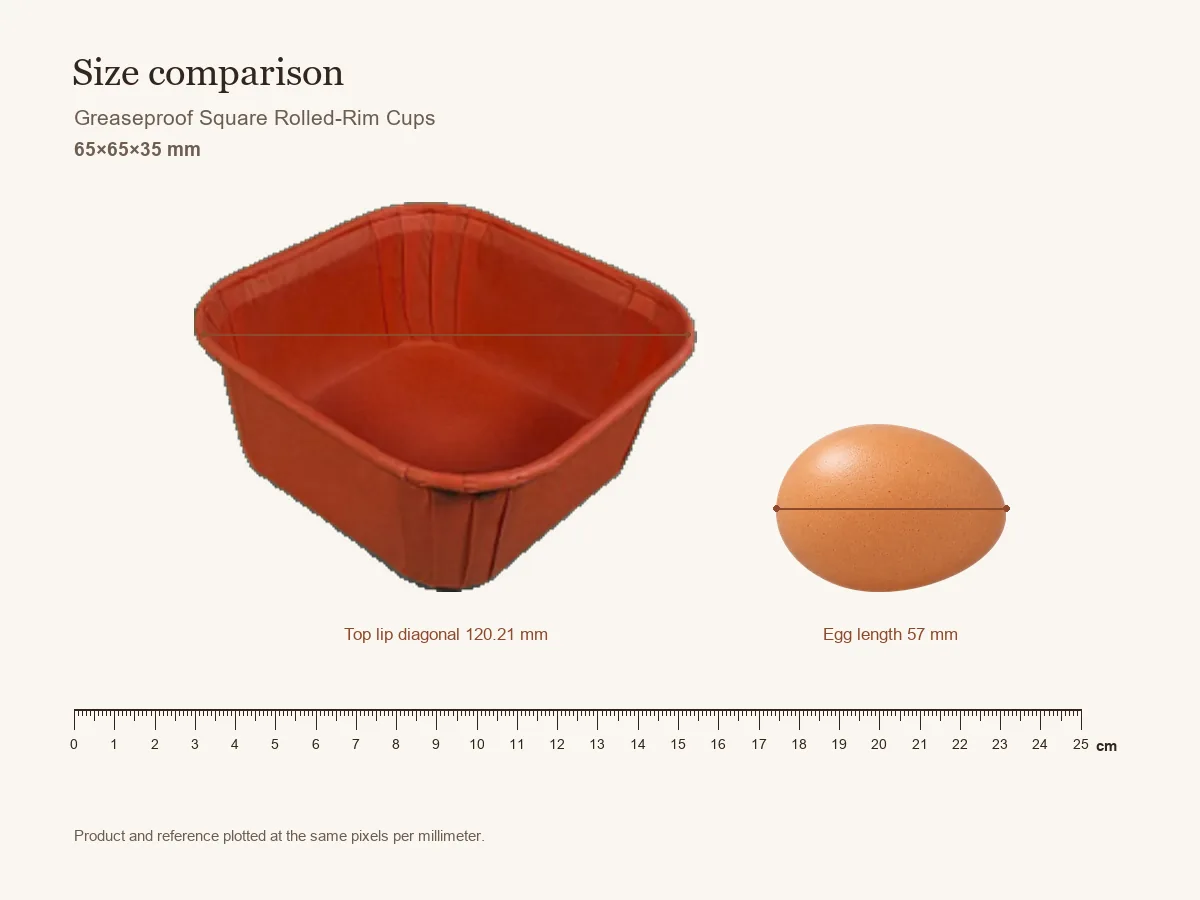 Size comparison
Greaseproof Square Rolled-Rim Cups
65×65×35 mm
Top lip diagonal 120.21 mm
Egg length 57 mm
0 1 2 3 4 5 6 7 8 9 10 11 12 13 14 15 16 17 18 19 20 21 22 23 24 25 cm
Product and reference plotted at the same pixels per millimeter.